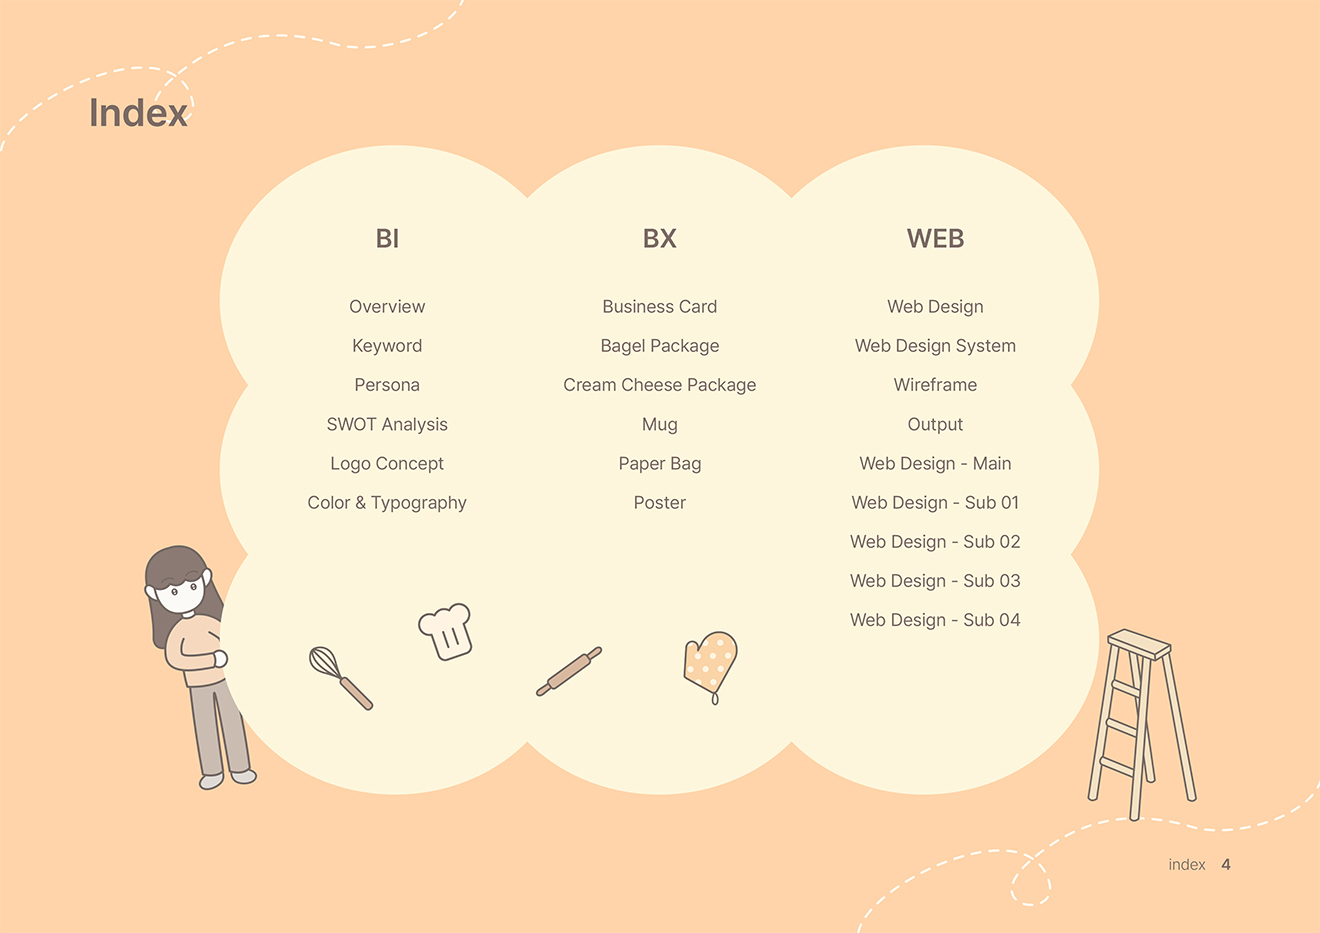 Index
BI
Overview
Keyword
Persona
SWOT Analysis
Logo Concept
Color & Typography
BX
Business Card
Bagel Package
Cream Cheese Package
Mug
Paper Bag
Poster
WEB
Web Design
Web Design System
Wireframe
Output
Web Design - Main
Web Design - Sub 01
Web Design - Sub 02
Web Design - Sub 03
Web Design - Sub 04
index 4